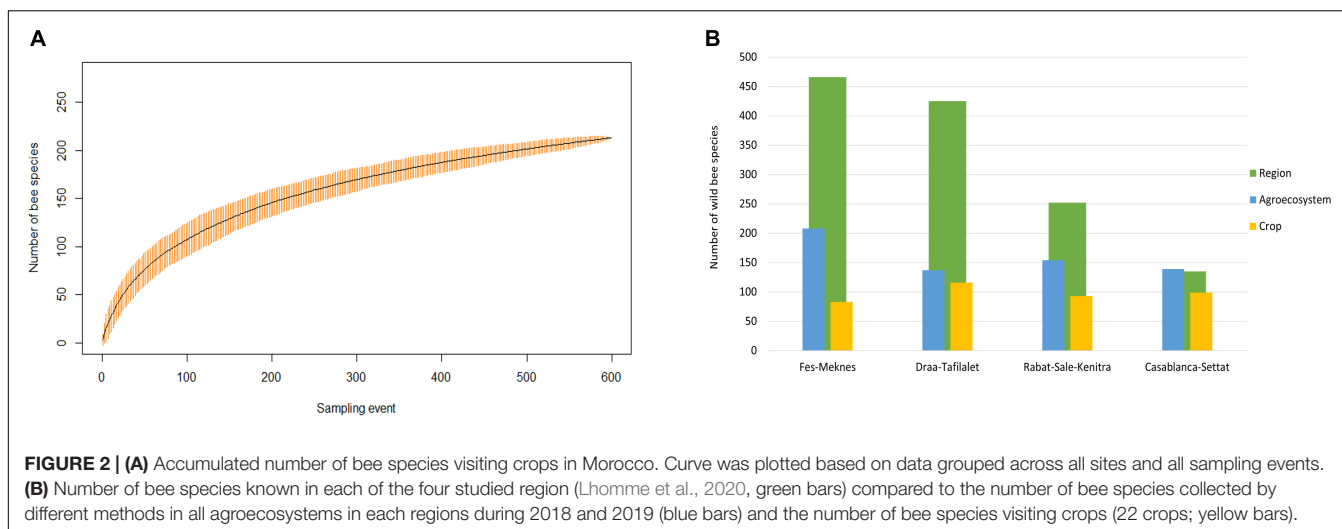 A
Number of bee species
250
200
150
100
50
0
0 100 200 300 400 500 600
Sampling event
B
Number of wild bee species
500
450
400
350
300
250
200
150
100
50
0
Fes-Meknes Draa-Tafilalet Rabat-Sale-Kenitra Casablanca-Settat
Region
Agroecosystem
Crop
FIGURE 2 | (A) Accumulated number of bee species visiting crops in Morocco. Curve was plotted based on data grouped across all sites and all sampling events.
(B) Number of bee species known in each of the four studied region (Lhomme et al., 2020, green bars) compared to the number of bee species collected by
different methods in all agroecosystems in each regions during 2018 and 2019 (blue bars) and the number of bee species visiting crops (22 crops; yellow bars).